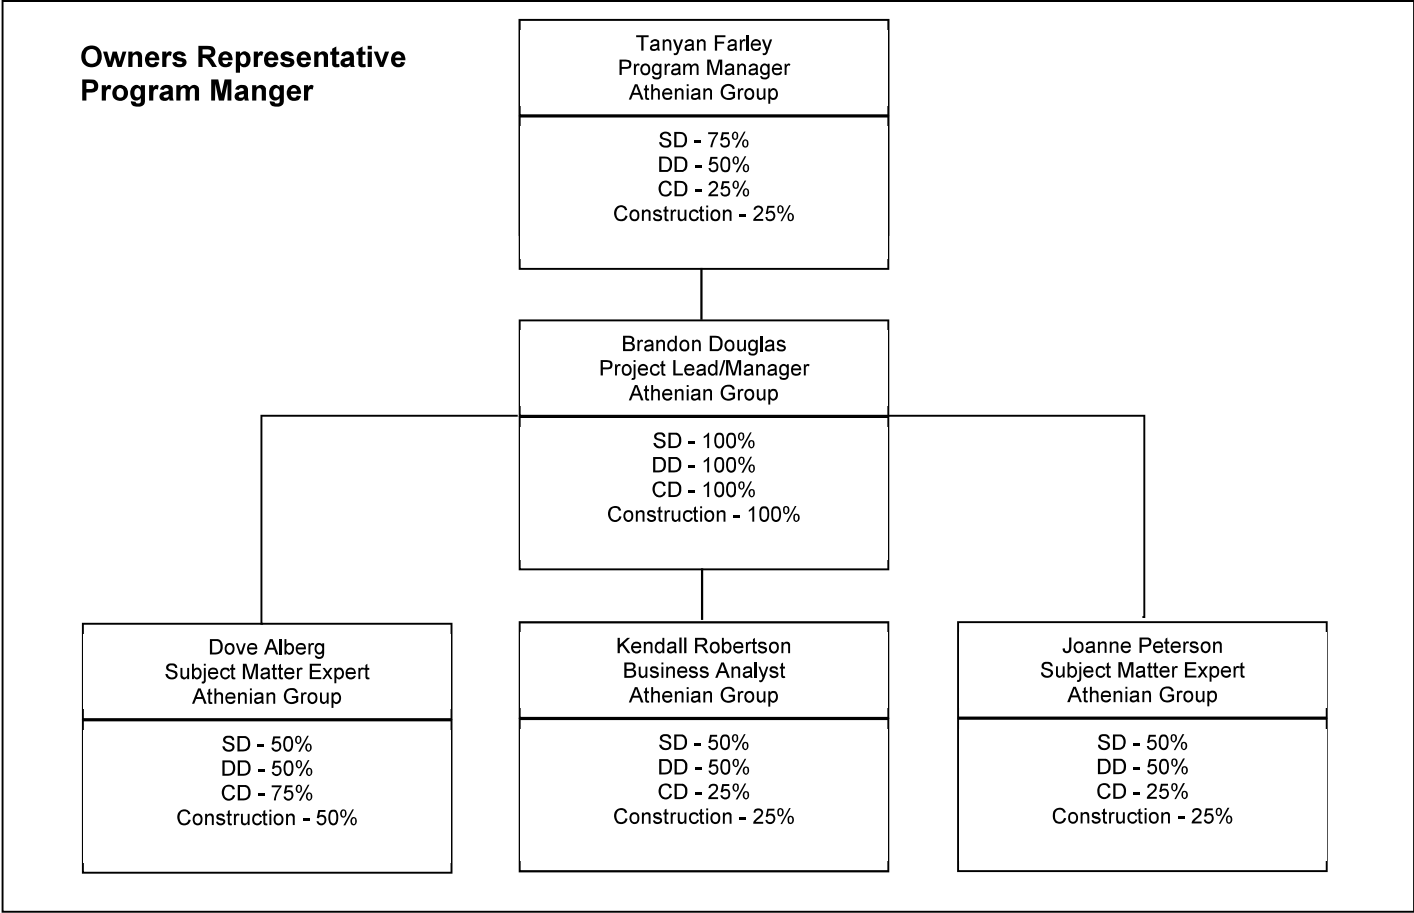 Owners Representative
Program Manger
Tanyan Farley
Program Manager
Athenian Group
SD - 75%
DD - 50%
CD - 25%
Construction - 25%
Brandon Douglas
Project Lead/Manager
Athenian Group
SD - 100%
DD - 100%
CD - 100%
Construction - 100%
Dove Alberg
Subject Matter Expert
Athenian Group
SD - 50%
DD - 50%
CD - 75%
Construction - 50%
Kendall Robertson
Business Analyst
Athenian Group
SD - 50%
DD - 50%
CD - 25%
Construction - 25%
Joanne Peterson
Subject Matter Expert
Athenian Group
SD - 50%
DD - 50%
CD - 25%
Construction - 25%